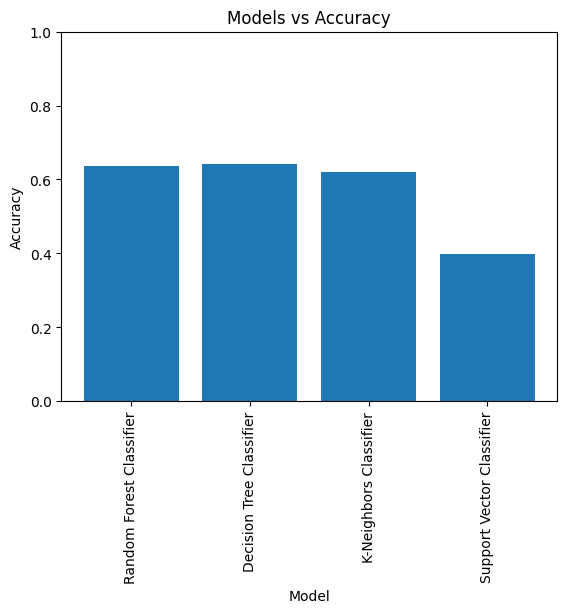 Models vs Accuracy
1.0
0.8
0.6
0.4
0.2
0.0
Accuracy
Random Forest Classifier
Decision Tree Classifier
K-Neighbors Classifier
Support Vector Classifier
Model